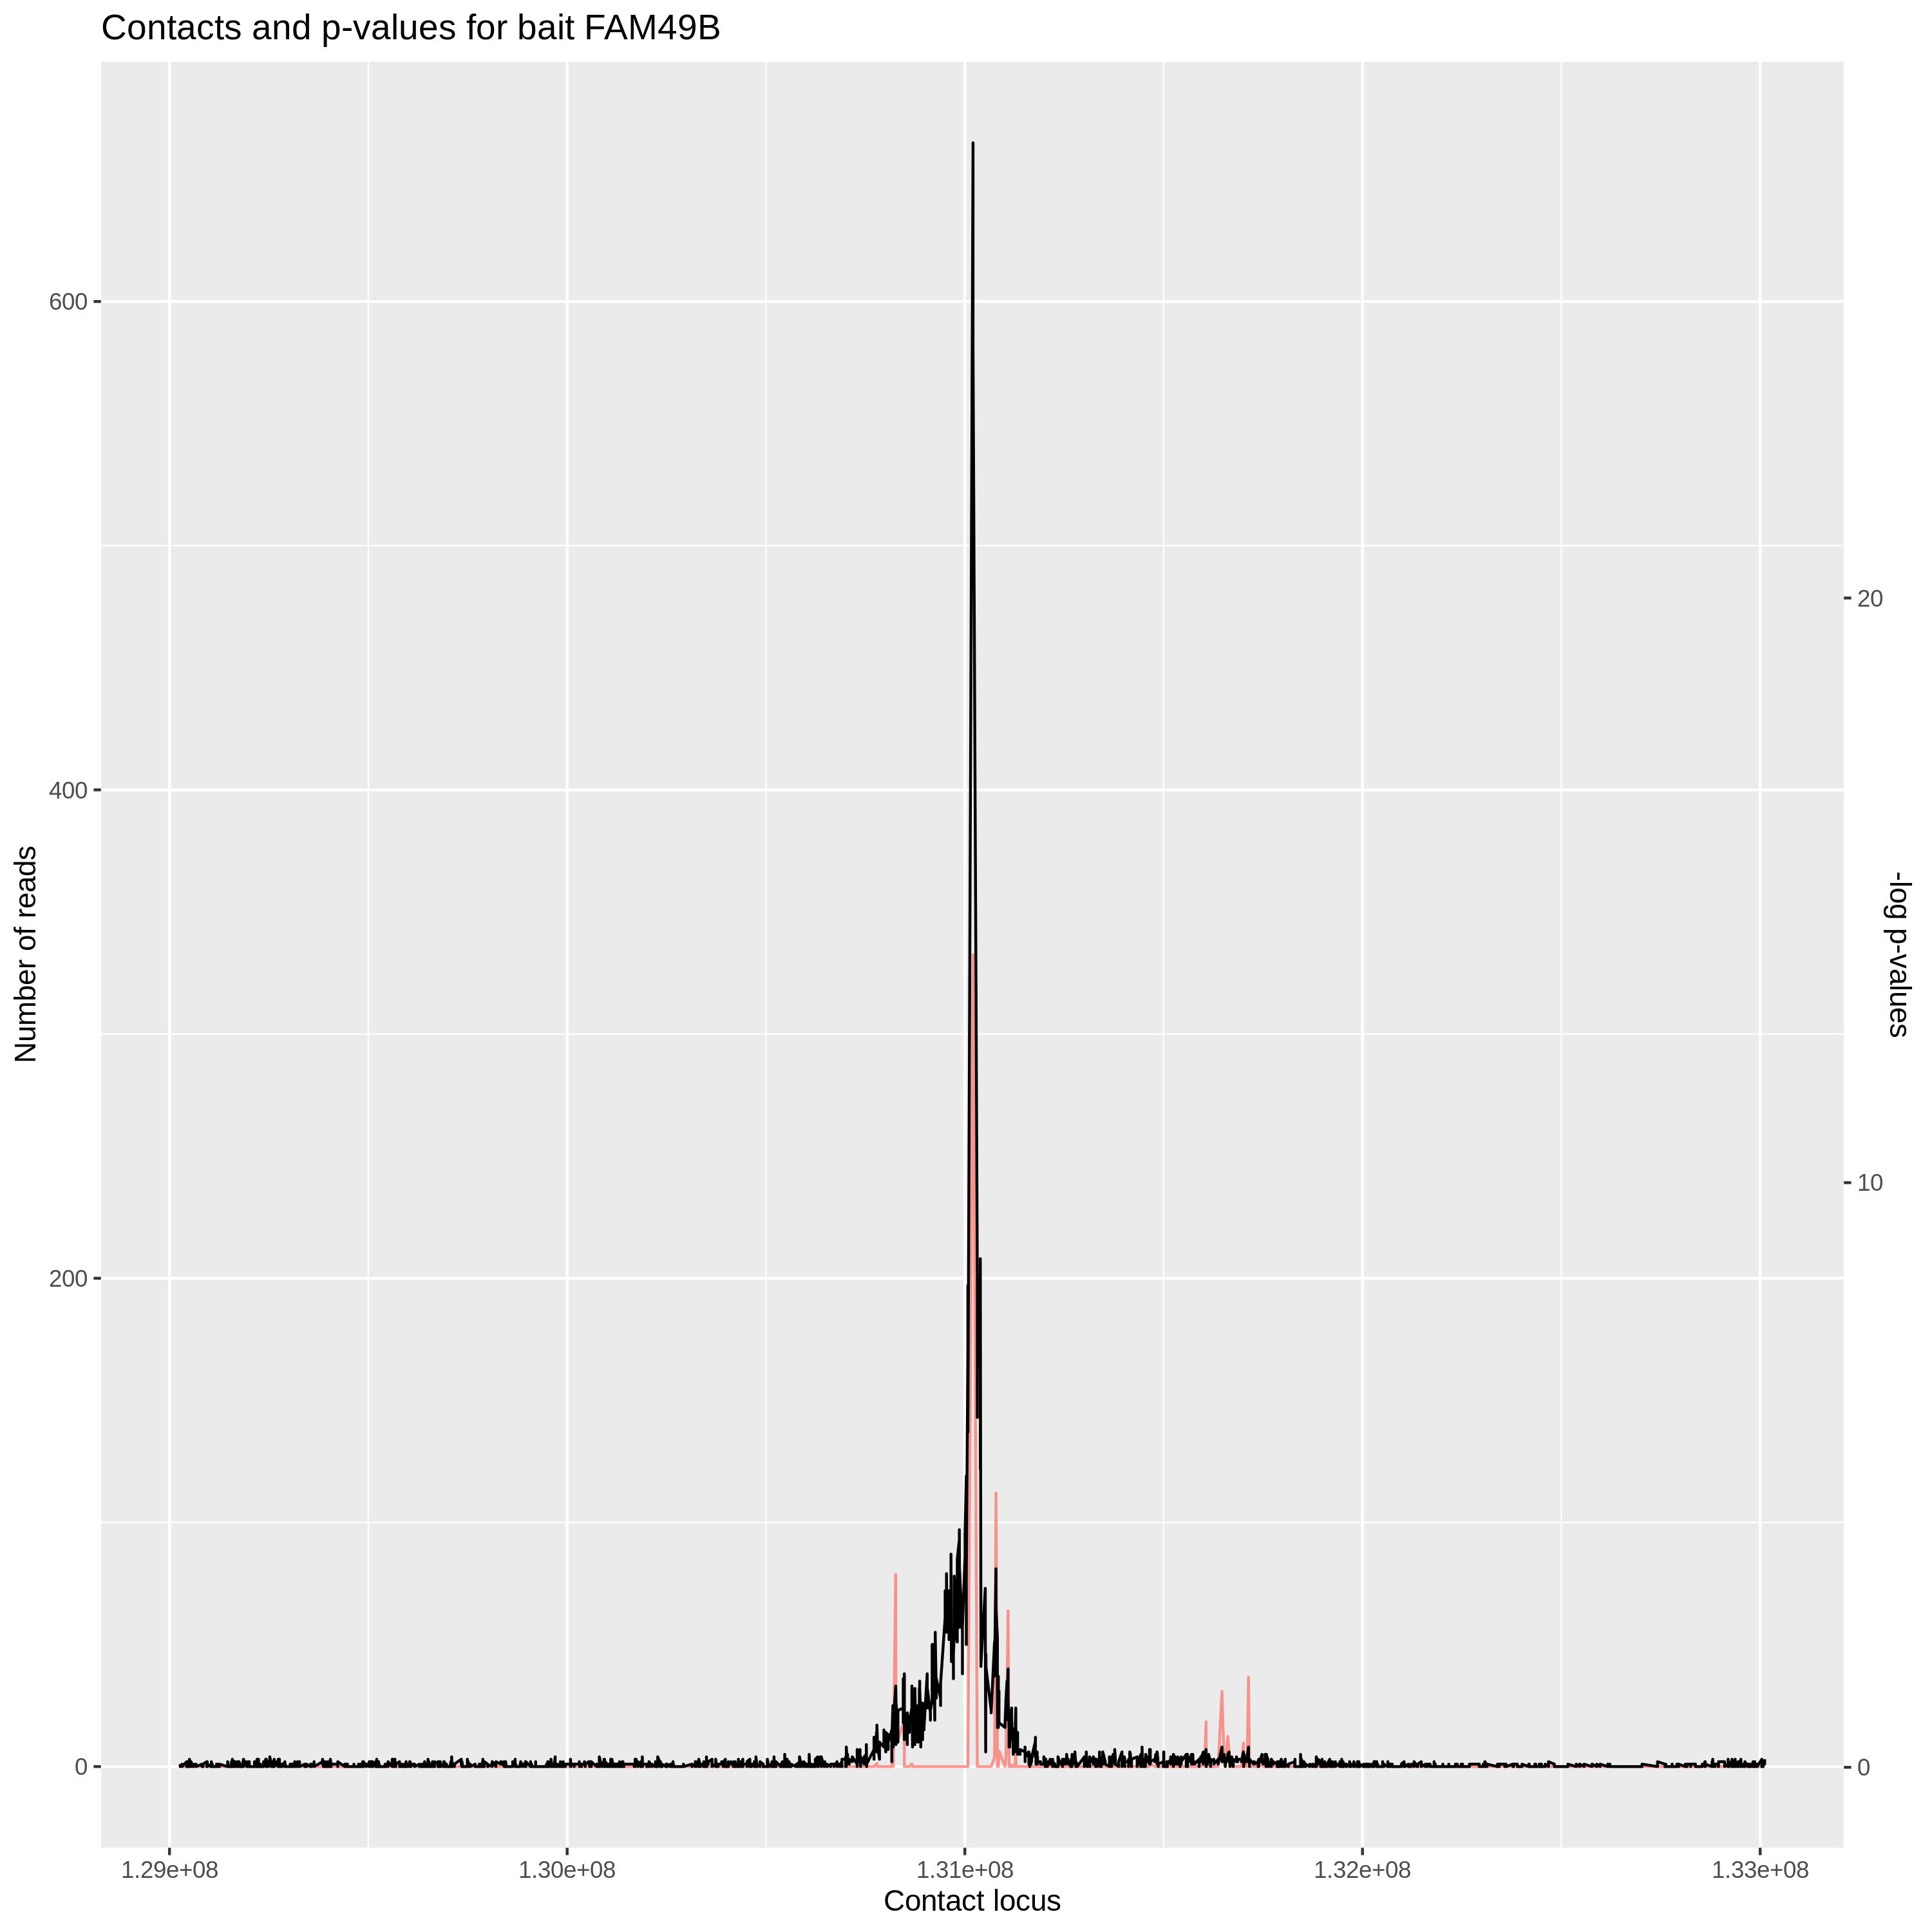 Contacts and p-values for bait FAM49B
600
400
200
0
Number of reads
20
10
0
-log p-values
1.29e+08
1.30e+08
1.31e+08
1.32e+08
1.33e+08
Contact locus